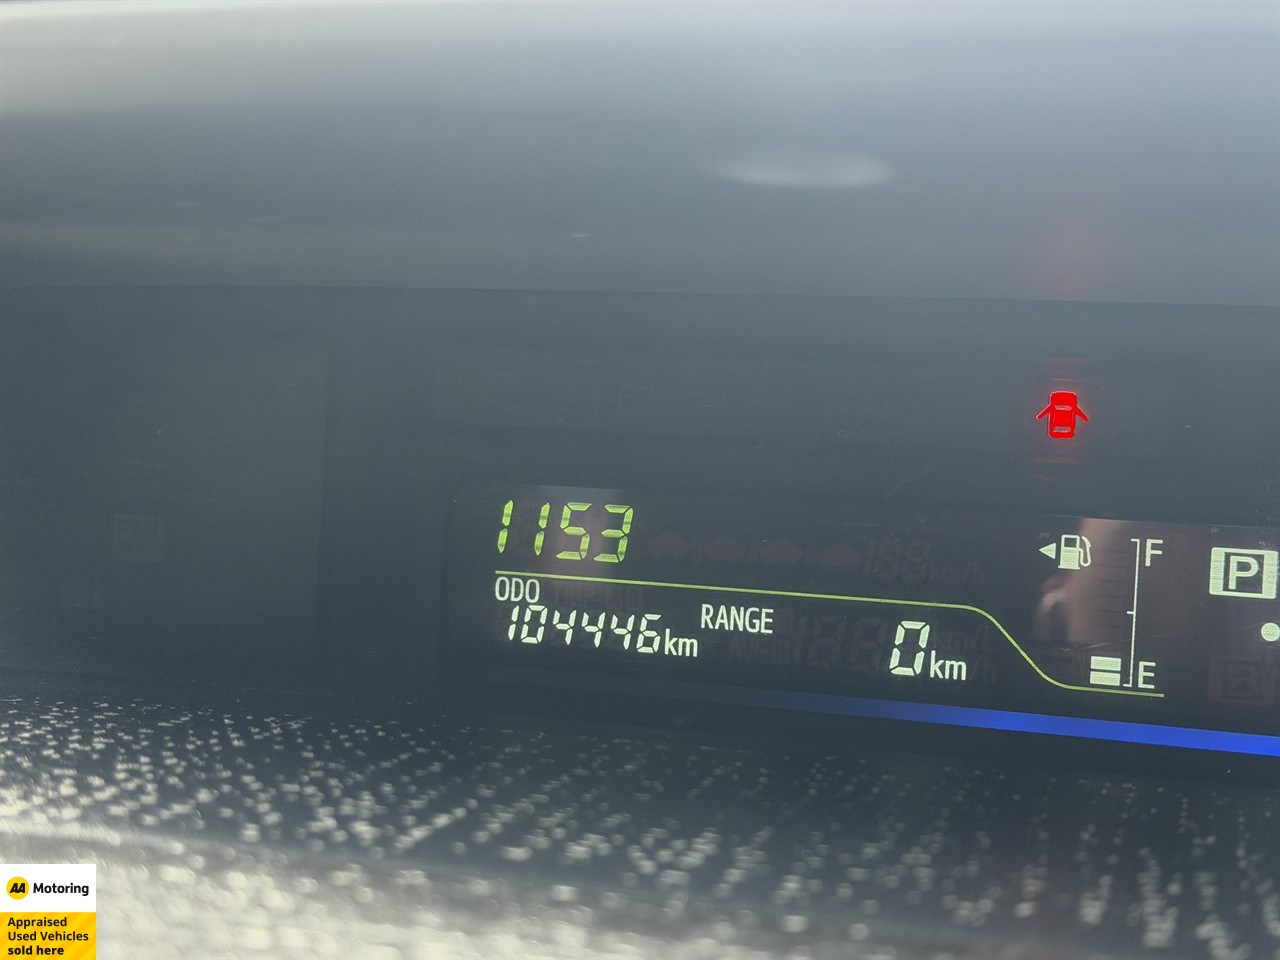 1153
ODO
104446km
RANGE
0km
F
E
P
AA Motoring
Appraised
Used Vehicles
sold here